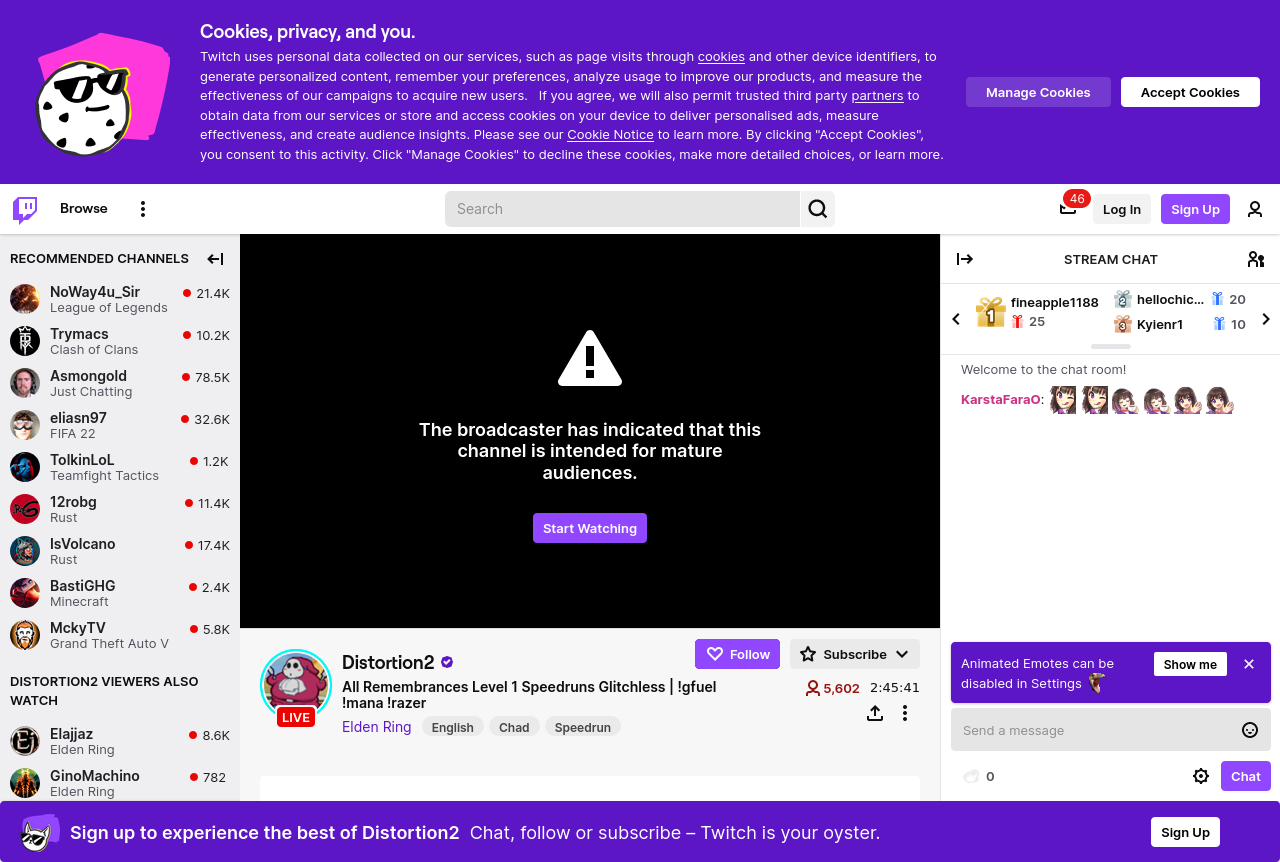 Cookies, privacy, and you.
Twitch uses personal data collected on our services, such as page visits through cookies and other device identifiers, to
generate personalized content, remember your preferences, analyze usage to improve our products, and measure the
effectiveness of our campaigns to acquire new users.   If you agree, we will also permit trusted third party partners to
obtain data from our services or store and access cookies on your device to deliver personalised ads, measure
effectiveness, and create audience insights. Please see our Cookie Notice to learn more. By clicking "Accept Cookies",
you consent to this activity. Click "Manage Cookies" to decline these cookies, make more detailed choices, or learn more.
Manage Cookies
Accept Cookies
Browse
Search
46
Log In
Sign Up
RECOMMENDED CHANNELS
NoWay4u_Sir 21.4K
League of Legends
Trymacs 10.2K
Clash of Clans
Asmongold 78.5K
Just Chatting
eliasn97 32.6K
FIFA 22
TolkinLoL 1.2K
Teamfight Tactics
12robg 11.4K
Rust
IsVolcano 17.4K
Rust
BastiGHG 2.4K
Minecraft
MckyTV 5.8K
Grand Theft Auto V
DISTORTION2 VIEWERS ALSO
WATCH
Elajjaz 8.6K
Elden Ring
GinoMachino 782
Elden Ring
The broadcaster has indicated that this
channel is intended for mature
audiences.
Start Watching
Distortion2
Follow
Subscribe
All Remembrances Level 1 Speedruns Glitchless | !gfuel
!mana !razer
5,602 2:45:41
LIVE
Elden Ring English Chad Speedrun
STREAM CHAT
1 fineapple1188
25
2 hellochic... 20
3 Kyienr1 10
Welcome to the chat room!
KarstaFaraO:
Animated Emotes can be
disabled in Settings
Show me
Send a message
0
Chat
Sign up to experience the best of Distortion2 Chat, follow or subscribe – Twitch is your oyster.
Sign Up